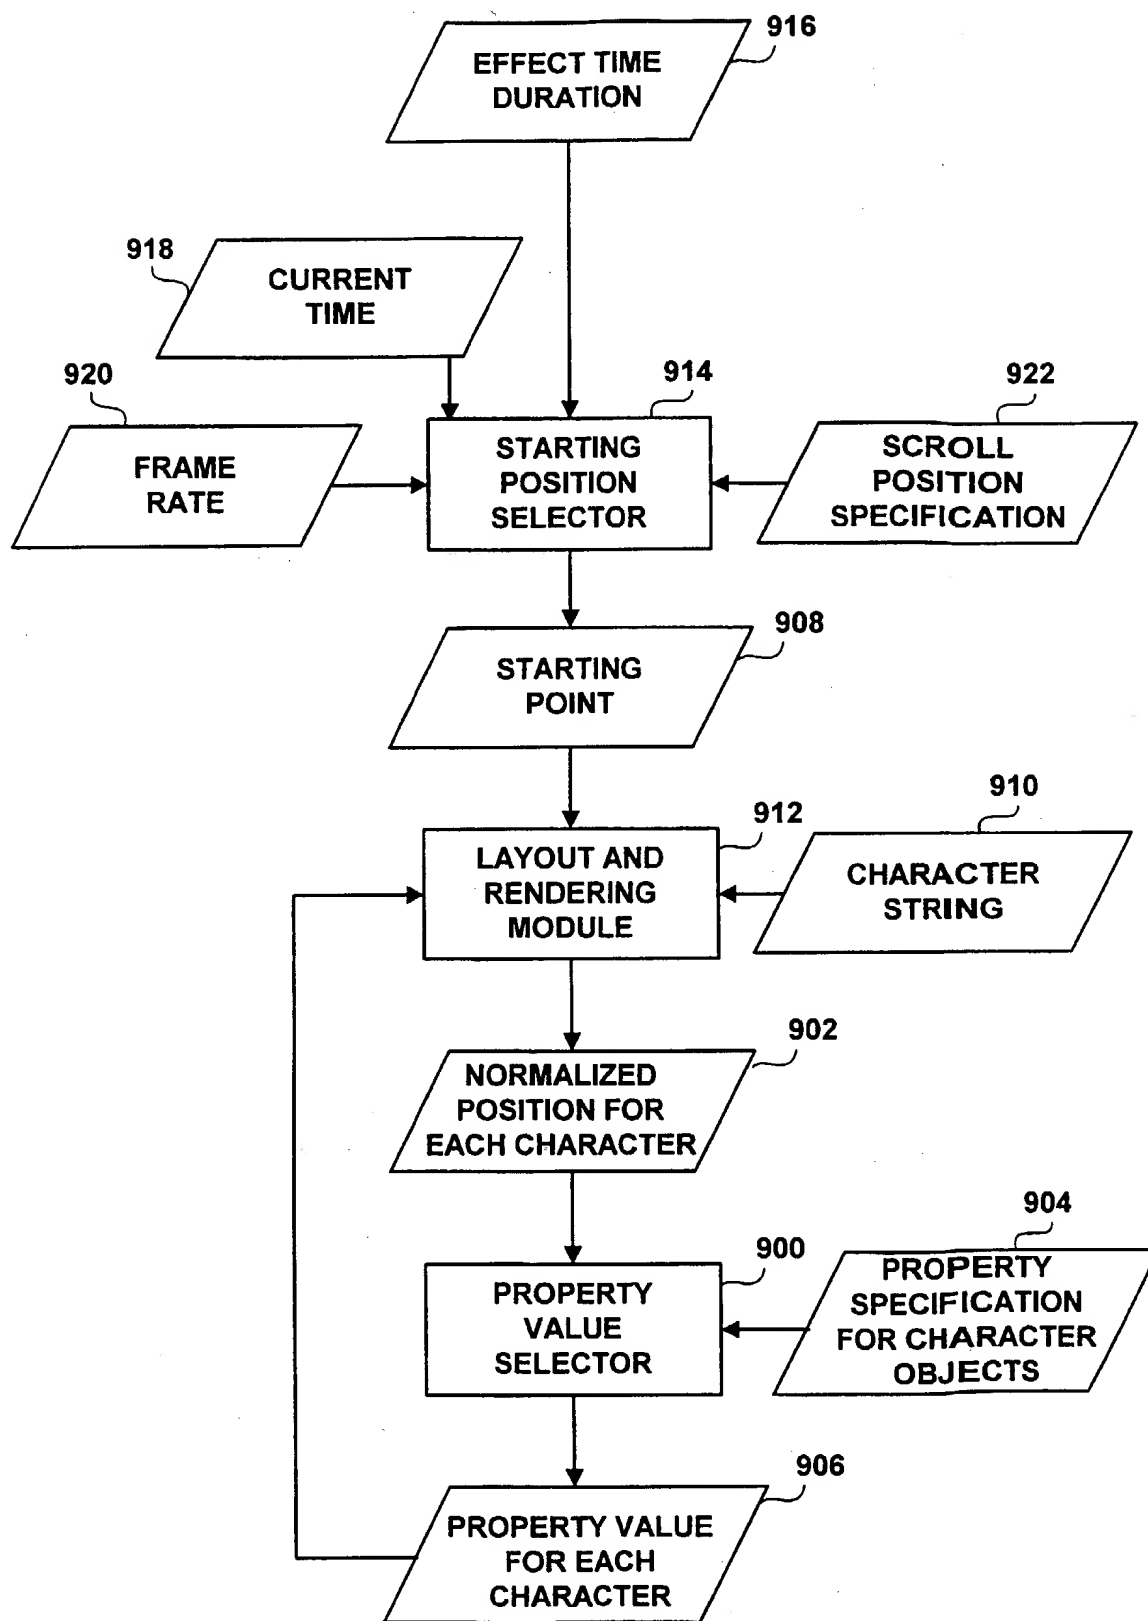 916
EFFECT TIME
DURATION
918
CURRENT
TIME
920
FRAME
RATE
914
STARTING
POSITION
SELECTOR
922
SCROLL
POSITION
SPECIFICATION
908
STARTING
POINT
912
LAYOUT AND
RENDERING
MODULE
910
CHARACTER
STRING
902
NORMALIZED
POSITION FOR
EACH CHARACTER
900
PROPERTY
VALUE
SELECTOR
904
PROPERTY
SPECIFICATION
FOR CHARACTER
OBJECTS
906
PROPERTY VALUE
FOR EACH
CHARACTER